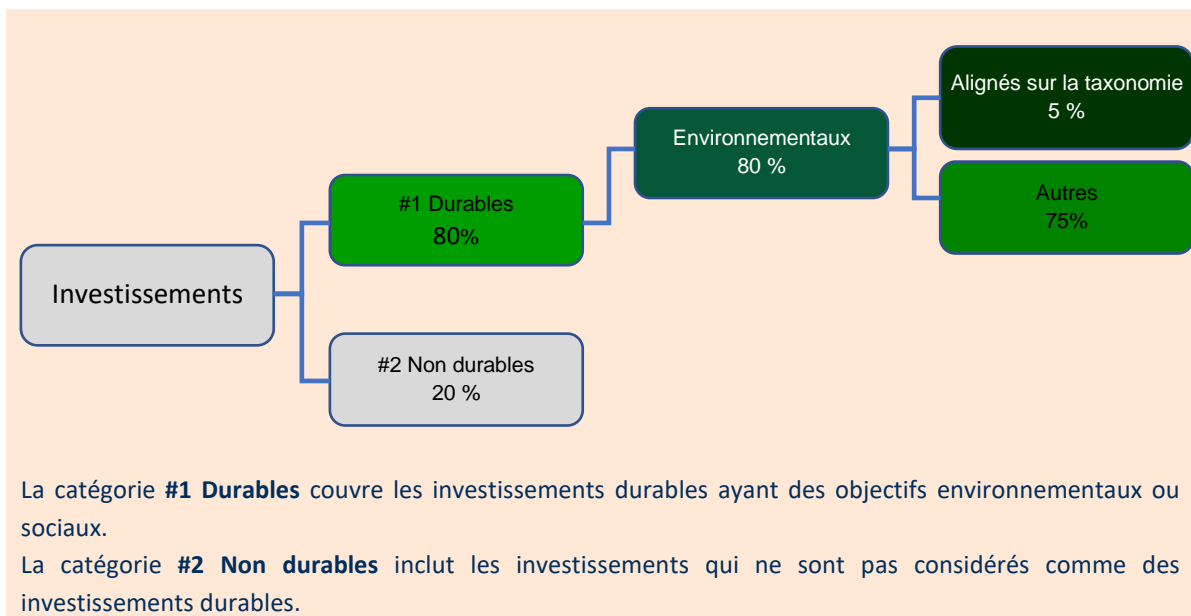 Alignés sur la taxonomie
5 %
Environnementaux
80 %
Autres
75%
#1 Durables
80%
Investissements
#2 Non durables
20 %
La catégorie #1 Durables couvre les investissements durables ayant des objectifs environnementaux ou
sociaux.
La catégorie #2 Non durables inclut les investissements qui ne sont pas considérés comme des
investissements durables.